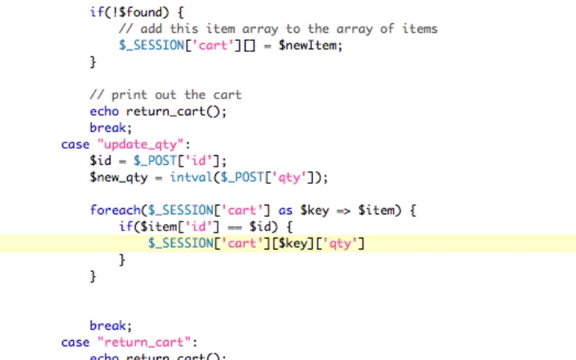 if(!$found) {
// add this item array to the array of items
$_SESSION['cart'][] = $newItem;
}
// print out the cart
echo return_cart();
break;
case "update_qty":
$id = $_POST['id'];
$new_qty = intval($_POST['qty']);
foreach($_SESSION['cart'] as $key => $item) {
if($item['id'] == $id) {
$_SESSION['cart'][$key]['qty']
}
}
break;
case "return_cart":
echo return_cart();